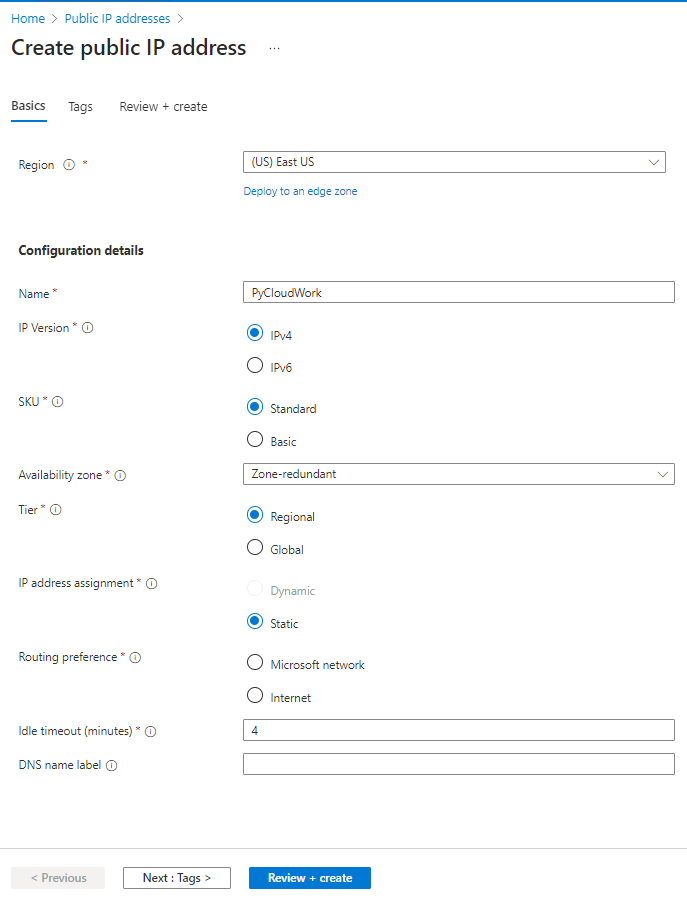 Home > Public IP addresses >
Create public IP address ...
Basics Tags Review + create
Region * (US) East US
Deploy to an edge zone
Configuration details
Name * PyCloudWork
IP Version * IPv4
IPv6
SKU * Standard
Basic
Availability zone * Zone-redundant
Tier * Regional
Global
IP address assignment * Dynamic
Static
Routing preference * Microsoft network
Internet
Idle timeout (minutes) * 4
DNS name label
< Previous Next : Tags > Review + create